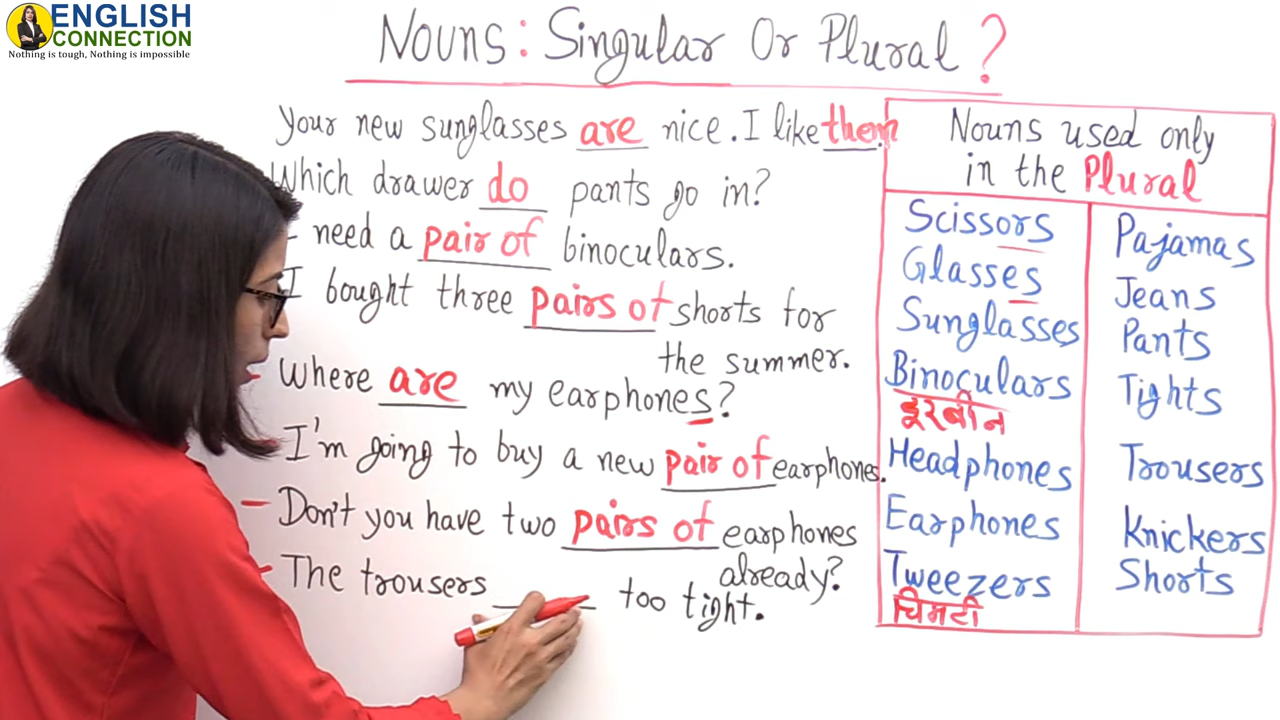 ENGLISH
CONNECTION
Nothing is tough, Nothing is impossible
Nouns: Singular Or Plural?
Your new sunglasses are nice. I like them.
Which drawer do pants go in?
I need a pair of binoculars.
I bought three pairs of shorts for
the summer.
- Where are my earphones?
I'm going to buy a new pair of earphones.
- Don't you have two pairs of earphones
already?
- The trousers ______ too tight.
Nouns used only
in the Plural
Scissors
Glasses
Sunglasses
Binoculars
दूरबीन
Headphones
Earphones
Tweezers
चिमटी
Pajamas
Jeans
Pants
Tights
Trousers
Knickers
Shorts